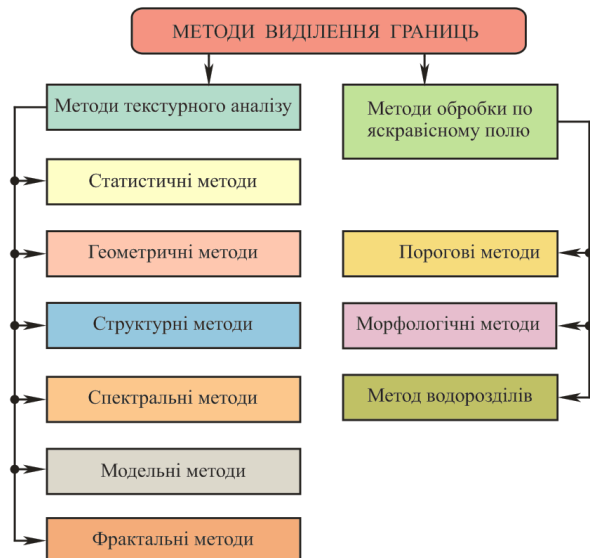 МЕТОДИ ВИДІЛЕННЯ ГРАНИЦЬ
Методи текстурного аналізу
Статистичні методи
Геометричні методи
Структурні методи
Спектральні методи
Модельні методи
Фрактальні методи
Методи обробки по
яскравісному полю
Порогові методи
Морфологічні методи
Метод водорозділів